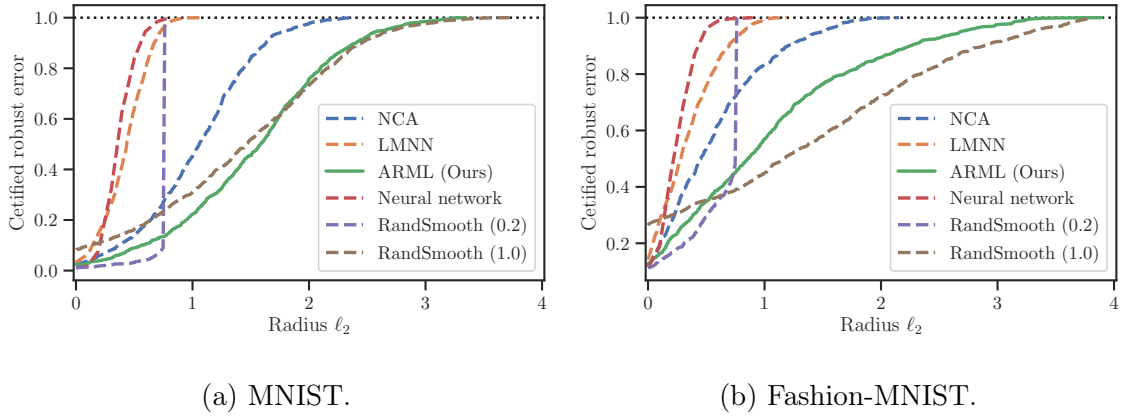 1.0
0.8
0.6
0.4
0.2
0.0
Cetified robust error
0 1 2 3 4
Radius ℓ₂
NCA
LMNN
ARML (Ours)
Neural network
RandSmooth (0.2)
RandSmooth (1.0)
(a) MNIST.
1.0
0.8
0.6
0.4
0.2
Cetified robust error
0 1 2 3 4
Radius ℓ₂
NCA
LMNN
ARML (Ours)
Neural network
RandSmooth (0.2)
RandSmooth (1.0)
(b) Fashion-MNIST.